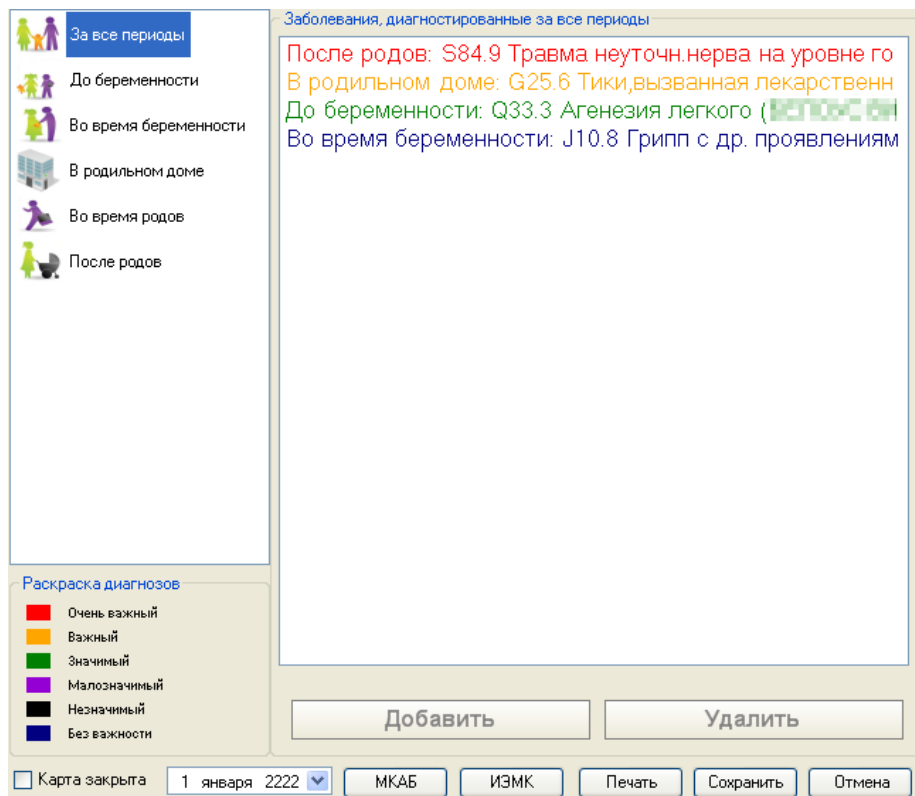 За все периоды
До беременности
Во время беременности
В родильном доме
Во время родов
После родов
Заболевания, диагностированные за все периоды
После родов: S84.9 Травма неуточн.нерва на уровне го
В родильном доме: G25.6 Тики,вызванная лекарственн
До беременности: Q33.3 Агенезия легкого (
Во время беременности: J10.8 Грипп с др. проявлениям
Раскраска диагнозов
Очень важный
Важный
Значимый
Малозначимый
Незначимый
Без важности
Добавить Удалить
Карта закрыта 1 января 2222 МКАБ ИЗМК Печать Сохранить Отмена